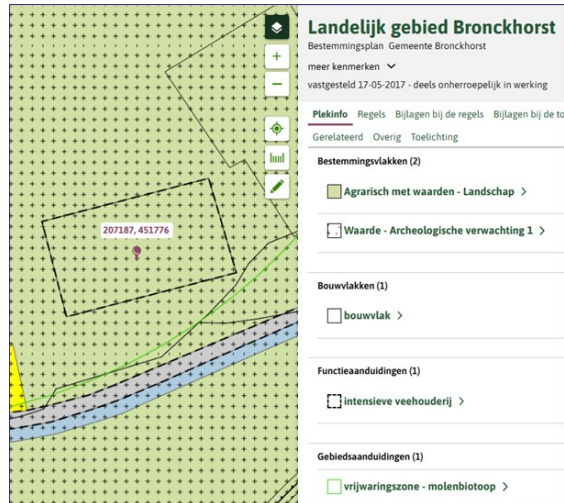 Landelijk gebied Bronckhorst
Bestemmingsplan Gemeente Bronckhorst
meer kenmerken
vastgesteld 17-05-2017 - deels onherroepelijk in werking
Plekinfo Regels Bijlagen bij de regels Bijlagen bij de to
Gerelateerd Overig Toelichting
Bestemmingsvlakken (2)
Agrarisch met waarden - Landschap >
Waarde - Archeologische verwachting 1 >
Bouwvlakken (1)
bouwvlak >
Functieaanduidingen (1)
intensieve veehouderij >
Gebiedsaanduidingen (1)
vrijwaringszone - molenbiotoop >
207187, 451776